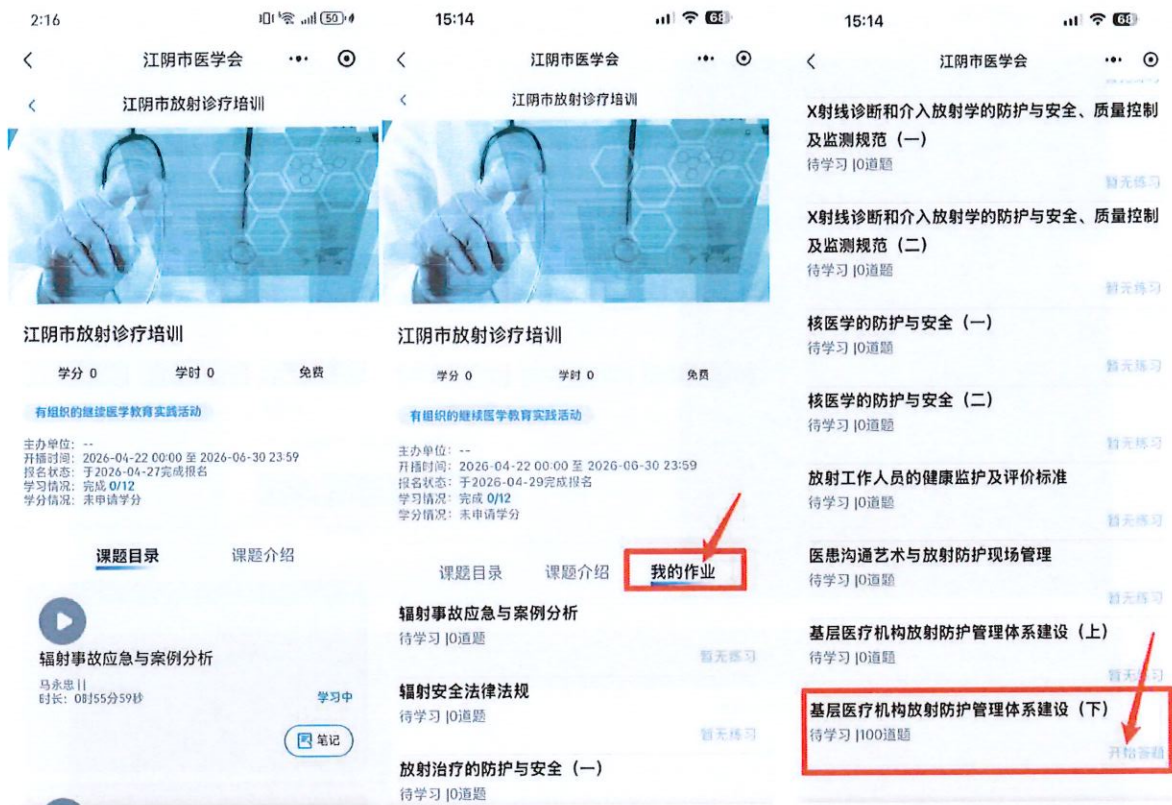 2:16
50
江阴市医学会
江阴市放射诊疗培训
江阴市放射诊疗培训
学分 0 学时 0 免费
有组织的继续医学教育实践活动
主办单位：--
开播时间：2026-04-22 00:00 至 2026-06-30 23:59
报名状态：于2026-04-27完成报名
学习情况：完成 0/12
学分情况：未申请学分
课题目录 课题介绍
辐射事故应急与案例分析
马永忠||
时长：0时55分59秒
学习中
笔记
15:14
江阴市医学会
江阴市放射诊疗培训
江阴市放射诊疗培训
学分 0 学时 0 免费
有组织的继续医学教育实践活动
主办单位：--
开播时间：2026-04-22 00:00 至 2026-06-30 23:59
报名状态：于2026-04-29完成报名
学习情况：完成 0/12
学分情况：未申请学分
课题目录 课题介绍 我的作业
辐射事故应急与案例分析
待学习 |0道题
暂无练习
辐射安全法律法规
待学习 |0道题
暂无练习
放射治疗的防护与安全（一）
待学习 |0道题
15:14
江阴市医学会
X射线诊断和介入放射学的防护与安全、质量控制
及监测规范（一）
待学习 |0道题
暂无练习
X射线诊断和介入放射学的防护与安全、质量控制
及监测规范（二）
待学习 |0道题
暂无练习
核医学的防护与安全（一）
待学习 |0道题
暂无练习
核医学的防护与安全（二）
待学习 |0道题
暂无练习
放射工作人员的健康监护及评价标准
待学习 |0道题
暂无练习
医患沟通艺术与放射防护现场管理
待学习 |0道题
暂无练习
基层医疗机构放射防护管理体系建设（上）
待学习 |0道题
暂无练习
基层医疗机构放射防护管理体系建设（下）
待学习 |100道题
开始答题